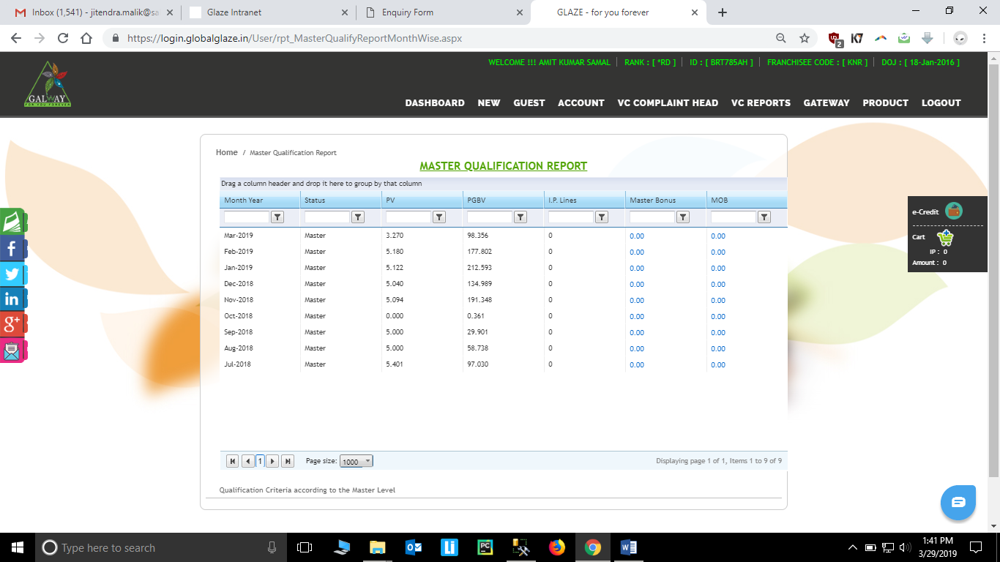 Inbox (1,541) - jitendra.malik@sa
Glaze Intranet
Enquiry Form
GLAZE - for you forever
https://login.globalglaze.in/User/rpt_MasterQualifyReportMonthWise.aspx
2
K7
WELCOME !!! AMIT KUMAR SAMAL | RANK : [ *RD ] | ID : [ BRT785AH ] | FRANCHISEE CODE : [ KNR ] | DOJ : [ 18-Jan-2016 ]
GALWAY
FOR YOU FOREVER
DASHBOARD NEW GUEST ACCOUNT VC COMPLAINT HEAD VC REPORTS GATEWAY PRODUCT LOGOUT
Home / Master Qualification Report
MASTER QUALIFICATION REPORT
Drag a column header and drop it here to group by that column
Month Year Status PV PGBV I.P. Lines Master Bonus MOB
Mar-2019 Master 3.270 98.356 0 0.00 0.00
Feb-2019 Master 5.180 177.802 0 0.00 0.00
Jan-2019 Master 5.122 212.593 0 0.00 0.00
Dec-2018 Master 5.040 134.989 0 0.00 0.00
Nov-2018 Master 5.094 191.348 0 0.00 0.00
Oct-2018 Master 0.000 0.361 0 0.00 0.00
Sep-2018 Master 5.000 29.901 0 0.00 0.00
Aug-2018 Master 5.000 58.738 0 0.00 0.00
Jul-2018 Master 5.401 97.030 0 0.00 0.00
e-Credit
Cart
IP : 0
Amount : 0
f
in
g+
1 Page size: 1000 Displaying page 1 of 1, Items 1 to 9 of 9
Qualification Criteria according to the Master Level
Type here to search
Li
PC
1:41 PM
3/29/2019